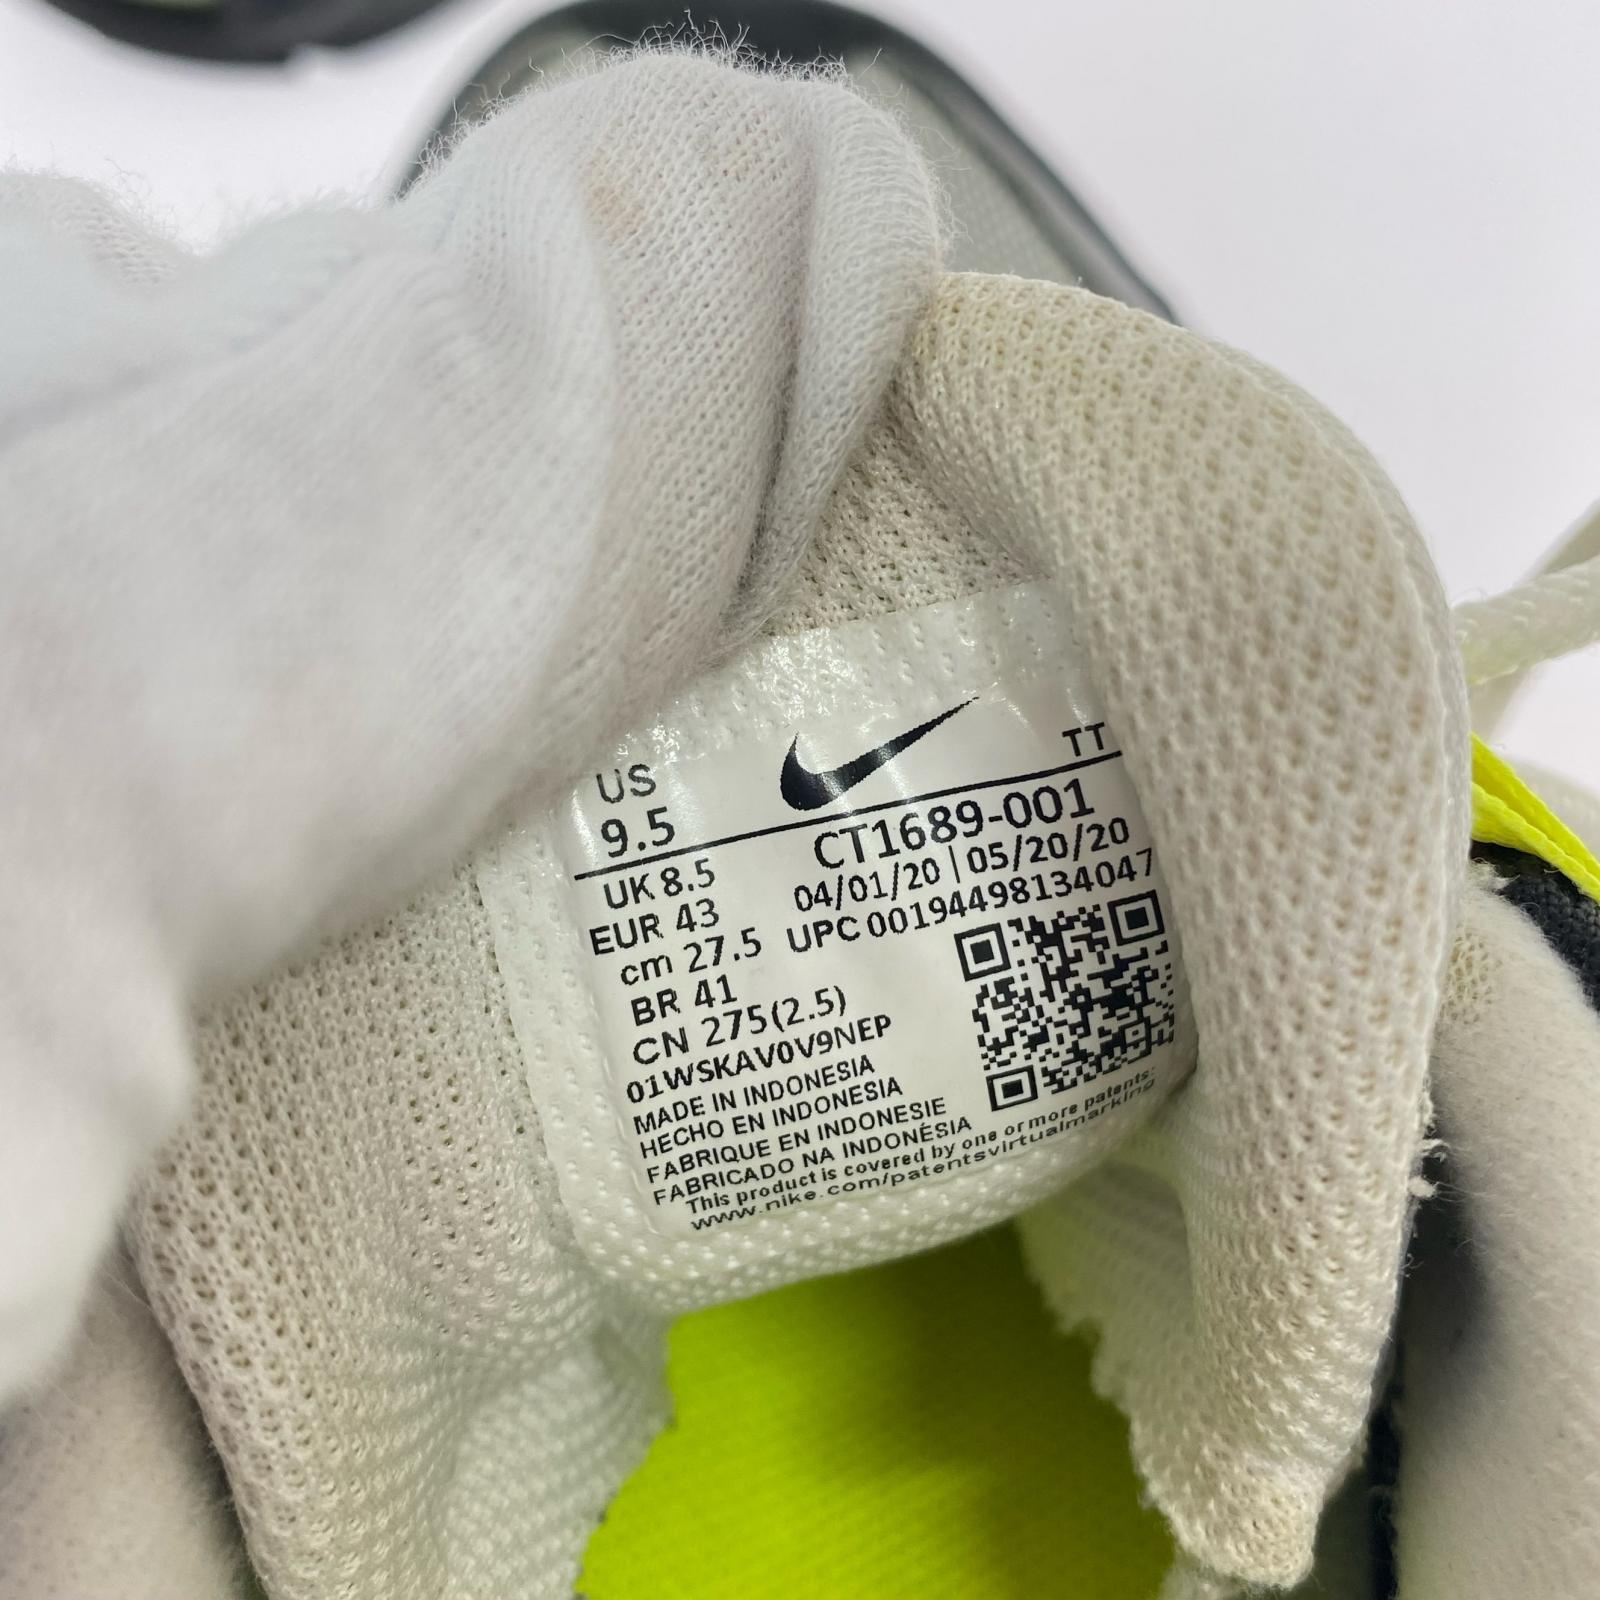 US
TT
9.5
CT1689-001
UK 8.5
04/01/20 | 05/20/20
EUR 43
UPC 00194498134047
cm 27.5
BR 41
CN 275(2.5)
01WSKAV0V9NEP
MADE IN INDONESIA
HECHO EN INDONESIA
FABRIQUE EN INDONESIE
FABRICADO NA INDONÉSIA
This product is covered by one or more patents:
www.nike.com/patentsvirtualmarking